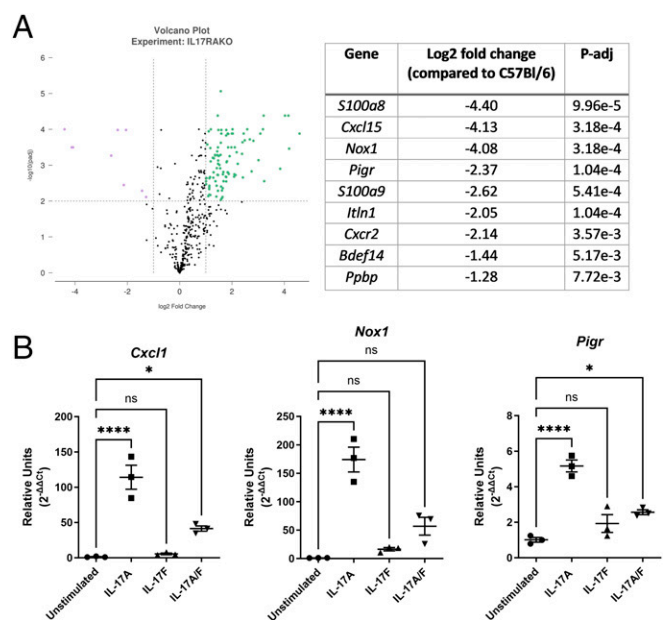 A
Volcano Plot
Experiment: IL17RAKO
6
5
4
3
2
1
0
-log10(padj)
-4
-2
0
2
4
log2 Fold Change
Gene Log2 fold change (compared to C57Bl/6) P-adj
S100a8 -4.40 9.96e-5
Cxcl15 -4.13 3.18e-4
Nox1 -4.08 3.18e-4
Pigr -2.37 1.04e-4
S100a9 -2.62 5.41e-4
Itln1 -2.05 1.04e-4
Cxcr2 -2.14 3.57e-3
Bdef14 -1.44 5.17e-3
Ppbp -1.28 7.72e-3
B
Cxcl1
*
ns
****
200
150
100
50
0
Relative Units
(2-ΔΔCt)
Unstimulated
IL-17A
IL-17F
IL-17A/F
Nox1
ns
ns
****
250
200
150
100
50
0
Relative Units
(2-ΔΔCt)
Unstimulated
IL-17A
IL-17F
IL-17A/F
Pigr
*
ns
****
8
6
4
2
0
Relative Units
(2-ΔΔCt)
Unstimulated
IL-17A
IL-17F
IL-17A/F